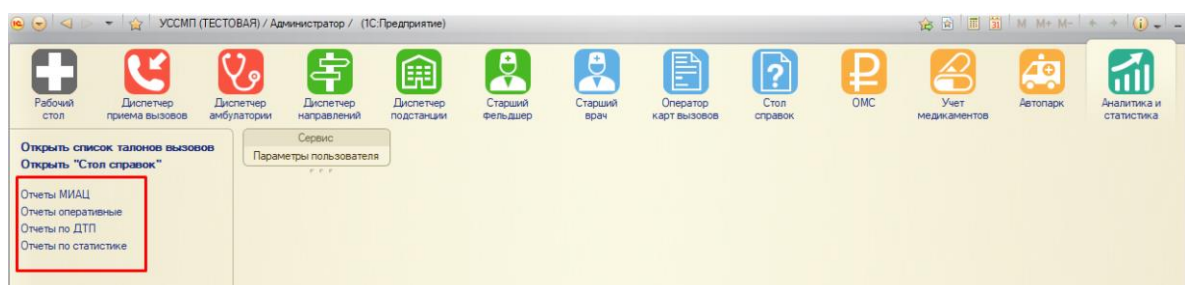 УССМП (ТЕСТОВАЯ) / Администратор / (1С:Предприятие)
M M+ M-
Рабочий стол
Диспетчер приема вызовов
Диспетчер амбулатории
Диспетчер направлений
Диспетчер подстанции
Старший фельдшер
Старший врач
Оператор карт вызовов
Стол справок
ОМС
Учет медикаментов
Автопарк
Аналитика и статистика
Открыть список талонов вызовов
Открыть "Стол справок"
Отчеты МИАЦ
Отчеты оперативные
Отчеты по ДТП
Отчеты по статистике
Сервис
Параметры пользователя